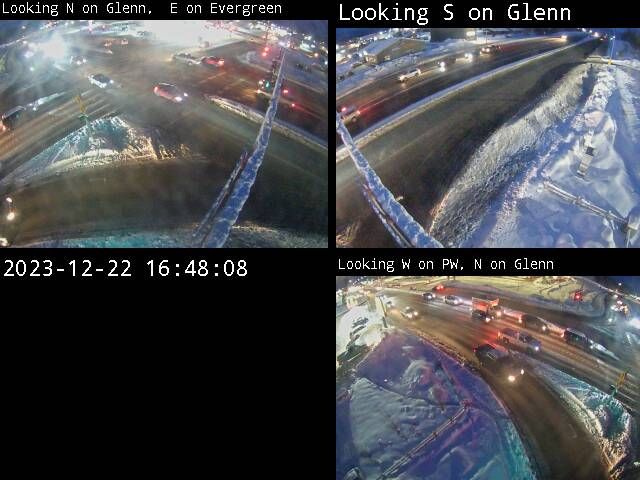 Looking N on Glenn,  E on Evergreen
Looking S on Glenn
2023-12-22 16:48:08
Looking W on PW, N on Glenn